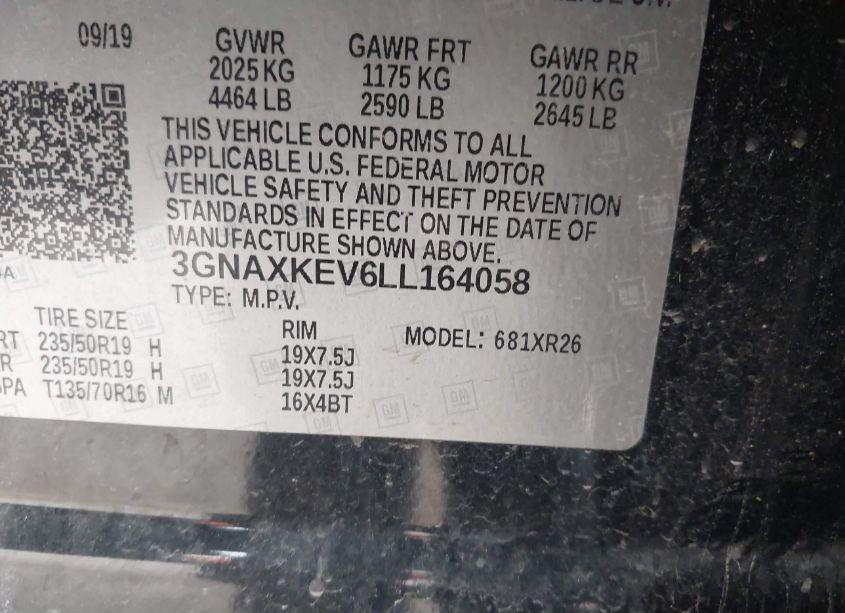 09/19
GVWR GAWR FRT GAWR RR
2025 KG 1175 KG 1200 KG
4464 LB 2590 LB 2645 LB
THIS VEHICLE CONFORMS TO ALL
APPLICABLE U.S. FEDERAL MOTOR
VEHICLE SAFETY AND THEFT PREVENTION
STANDARDS IN EFFECT ON THE DATE OF
MANUFACTURE SHOWN ABOVE.
3GNAXKEV6LL164058
TYPE: M.P.V.
TIRE SIZE RIM MODEL: 681XR26
RT 235/50R19 H 19X7.5J
R 235/50R19 H 19X7.5J
SPA T135/70R16 M 16X4BT
GM